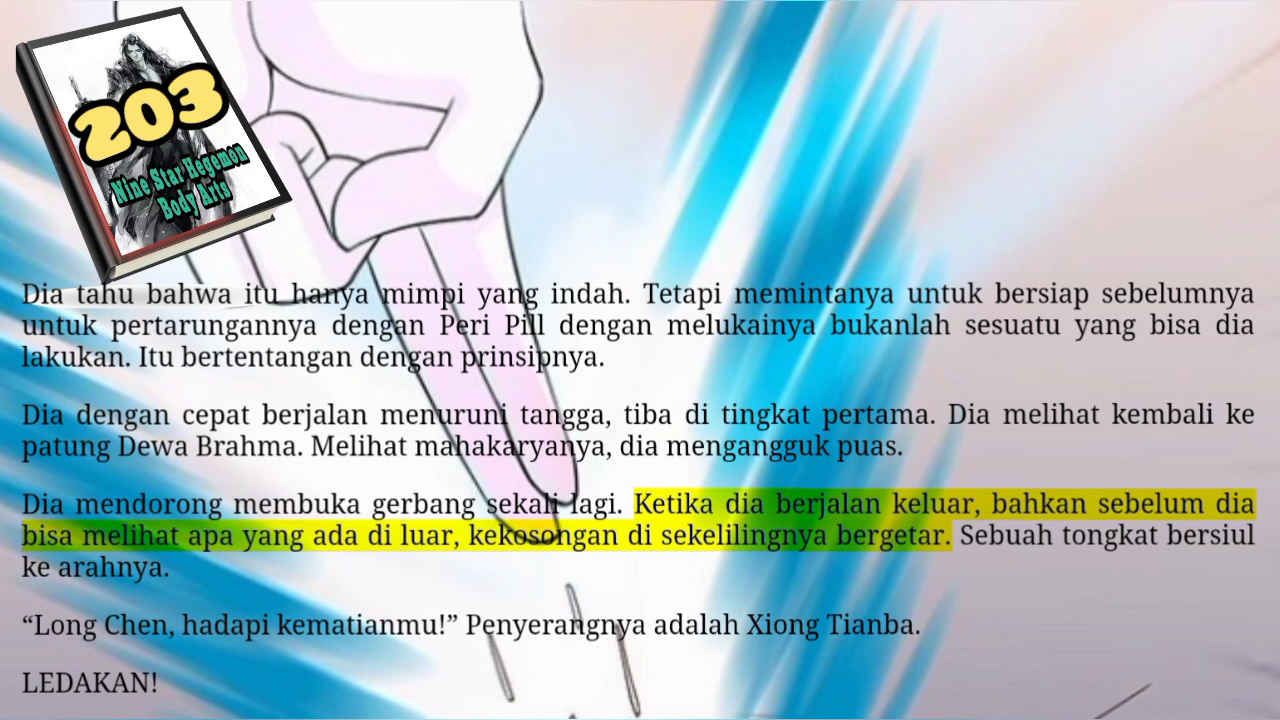 203
Nine Star Hegemon
Body Arts
Dia tahu bahwa itu hanya mimpi yang indah. Tetapi memintanya untuk bersiap sebelumnya
untuk pertarungannya dengan Peri Pill dengan melukainya bukanlah sesuatu yang bisa dia
lakukan. Itu bertentangan dengan prinsipnya.
Dia dengan cepat berjalan menuruni tangga, tiba di tingkat pertama. Dia melihat kembali ke
patung Dewa Brahma. Melihat mahakaryanya, dia mengangguk puas.
Dia mendorong membuka gerbang sekali lagi. Ketika dia berjalan keluar, bahkan sebelum dia
bisa melihat apa yang ada di luar, kekosongan di sekelilingnya bergetar. Sebuah tongkat bersiul
ke arahnya.
“Long Chen, hadapi kematianmu!” Penyerangnya adalah Xiong Tianba.
LEDAKAN!